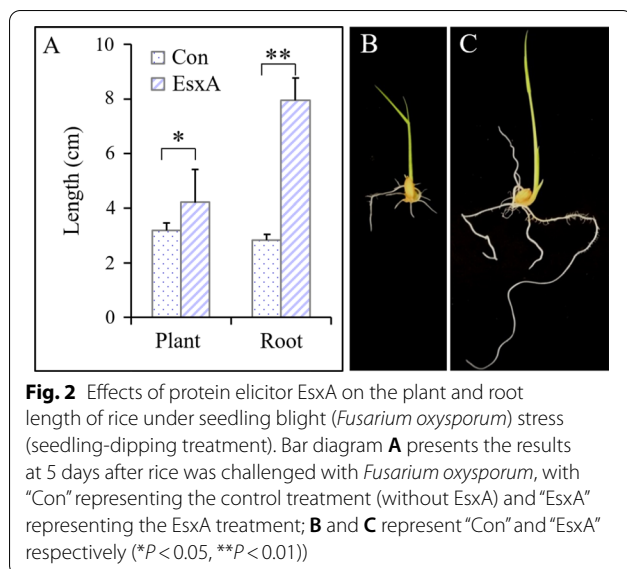 A
B
C
10
8
6
4
2
0
Length (cm)
Con
EsxA
*
**
Plant
Root
Fig. 2 Effects of protein elicitor EsxA on the plant and root
length of rice under seedling blight (Fusarium oxysporum) stress
(seedling-dipping treatment). Bar diagram A presents the results
at 5 days after rice was challenged with Fusarium oxysporum, with
“Con” representing the control treatment (without EsxA) and “EsxA”
representing the EsxA treatment; B and C represent “Con” and “EsxA”
respectively (*P < 0.05, **P < 0.01))